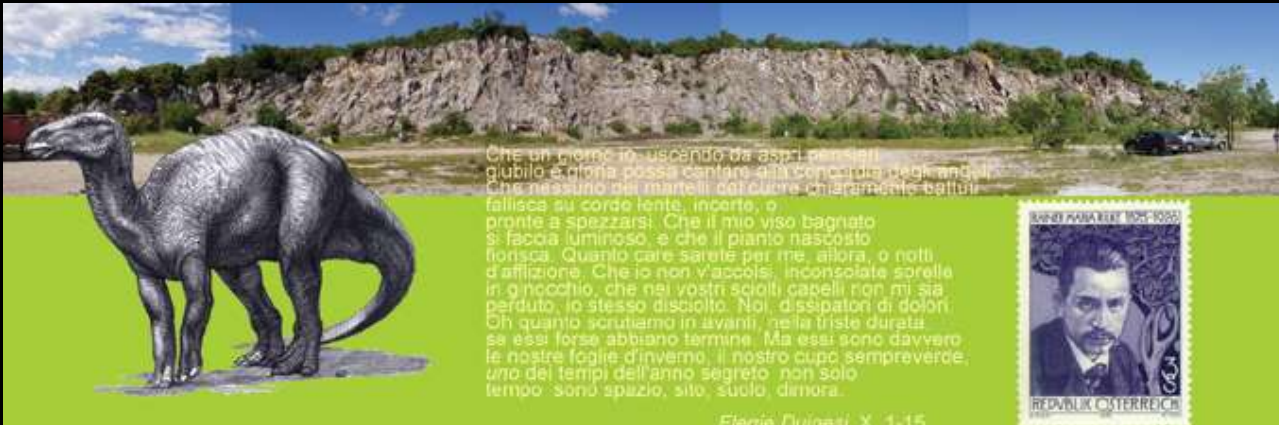 Che un giorno io, uscendo da aspri pensieri
giubilo e gloria possa cantare alla concordia degli angeli
Che nessuno dei martelli del cuore chiaramente battuti
fallisca su corde lente, incerte, o
pronte a spezzarsi. Che il mio viso bagnato
si faccia luminoso, e che il pianto nascosto
fiorisca. Quanto care sarete per me, allora, o notti
d'afflizione. Che io non v'accolsi, inconsolate sorelle
in ginocchio, che nei vostri sciolti capelli non mi sia
perduto, io stesso disciolto. Noi, dissipatori di dolori.
Oh quanto scrutiamo in avanti, nella triste durata,
se essi forse abbiano termine. Ma essi sono davvero
le nostre foglie d'inverno, il nostro cupo sempreverde,
uno dei tempi dell'anno segreto non solo
tempo sono spazio, sito, suolo, dimora.
Elegie Duinesi, X, 1-15
RAINER MARIA RILKE 1875-1926
3 S
REPUBLIK ÖSTERREICH